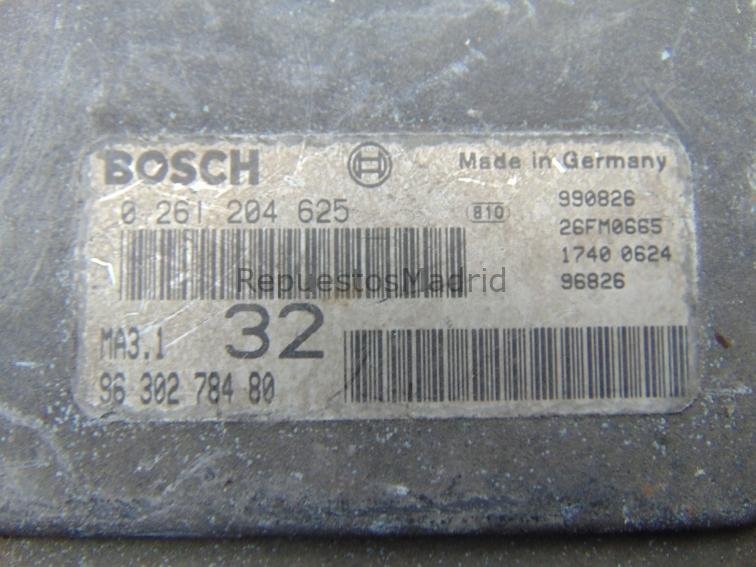 BOSCH Made in Germany
0 261 204 625 810 990826
26FM0665
1740 0624
96826
RepuestosMadrid
MA3.1 32
96 302 784 80